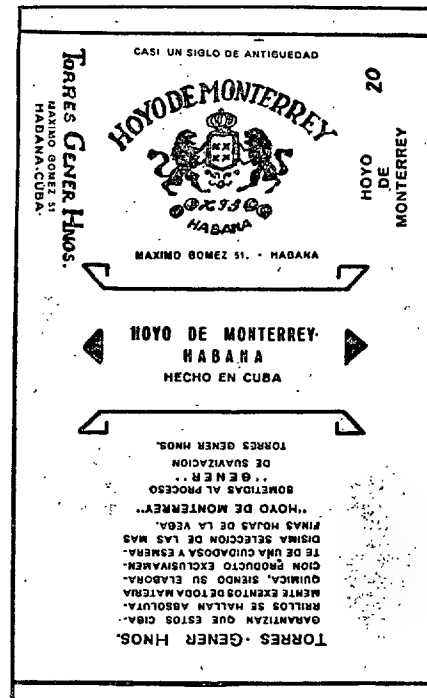 TORRES GENER HNOS.
MAXIMO GOMEZ 51
HABANA-CUBA.
CASI UN SIGLO DE ANTIGUEDAD
HOYO DE MONTERREY
HABANA
MAXIMO GOMEZ 51. - HABANA
20
HOYO
DE
MONTERREY
HOYO DE MONTERREY
HABANA
HECHO EN CUBA
TORRES - GENER HNOS.
GARANTIZAN QUE ESTOS CIGA-
RRILLOS SE HALLAN ABSOLUTA-
MENTE EXENTOS DE TODA MATERIA
QUIMICA, SIENDO SU ELABORA-
CION PRODUCTO EXCLUSIVAMEN-
TE DE UNA CUIDADOSA Y ESMERA-
DISIMA SELECCION DE LAS MAS
FINAS HOJAS DE LA VEGA.
"HOYO DE MONTERREY"
SOMETIDAS AL PROCESO
"GENER"
DE SUAVIZACION
TORRES GENER HNOS.